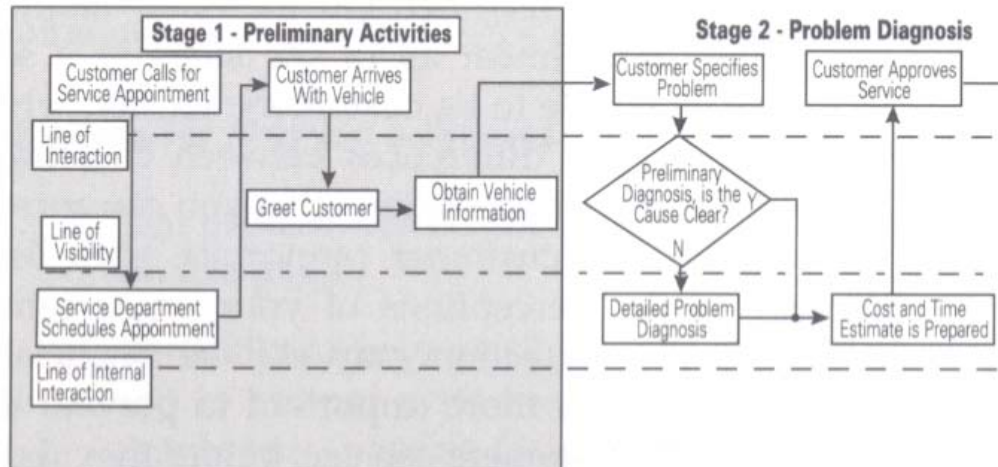 Stage 1 - Preliminary Activities
Customer Calls for
Service Appointment
Customer Arrives
With Vehicle
Line of
Interaction
Greet Customer
Obtain Vehicle
Information
Line of
Visibility
Service Department
Schedules Appointment
Line of Internal
Interaction
Stage 2 - Problem Diagnosis
Customer Specifies
Problem
Customer Approves
Service
Preliminary
Diagnosis, is the
Cause Clear?
Y
N
Detailed Problem
Diagnosis
Cost and Time
Estimate is Prepared